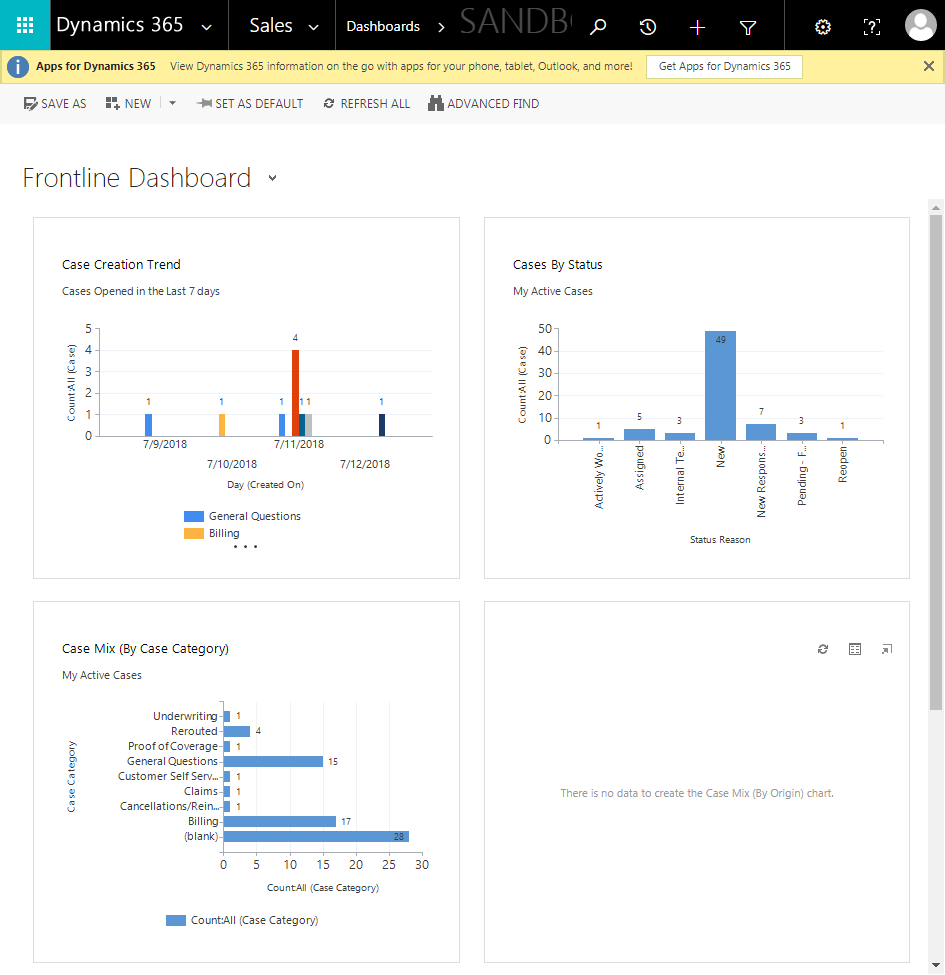 Dynamics 365
Sales
Dashboards
SANDB
Apps for Dynamics 365
View Dynamics 365 information on the go with apps for your phone, tablet, Outlook, and more!
Get Apps for Dynamics 365
SAVE AS
NEW
SET AS DEFAULT
REFRESH ALL
ADVANCED FIND
Frontline Dashboard
Case Creation Trend
Cases Opened in the Last 7 days
Count:All (Case)
5
4
3
2
1
0
1
1
1
4
1
1
1
7/9/2018
7/10/2018
7/11/2018
7/12/2018
Day (Created On)
General Questions
Billing
• • •
Cases By Status
My Active Cases
Count:All (Case)
50
40
30
20
10
0
1
5
3
49
7
3
1
Actively Wo...
Assigned
Internal Te...
New
New Respons...
Pending - F...
Reopen
Status Reason
Case Mix (By Case Category)
My Active Cases
Case Category
Underwriting 1
Rerouted 4
Proof of Coverage 1
General Questions 15
Customer Self Serv... 1
Claims 1
Cancellations/Rein... 1
Billing 17
(blank) 28
0 5 10 15 20 25 30
Count:All (Case Category)
Count:All (Case Category)
There is no data to create the Case Mix (By Origin) chart.